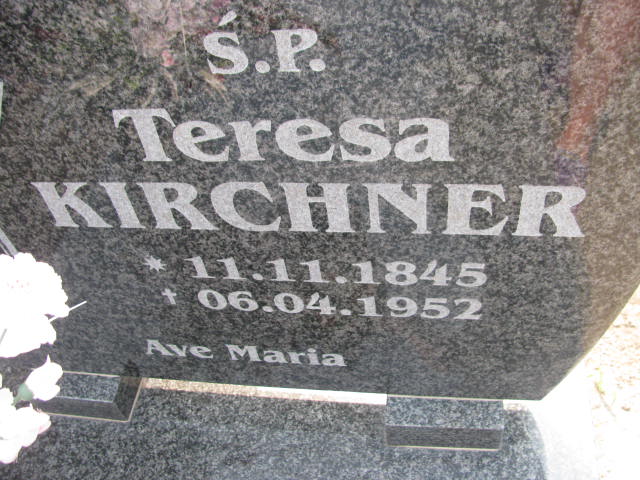 Ś.P.
Teresa
KIRCHNER
* 11.11.1845
† 06.04.1952
Ave Maria